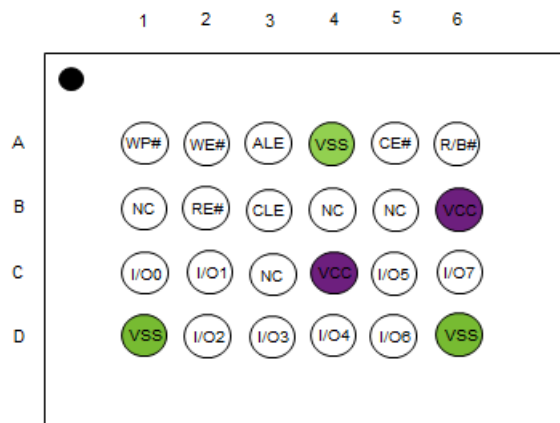 1 2 3 4 5 6
A WP# WE# ALE VSS CE# R/B#
B NC RE# CLE NC NC VCC
C I/O0 I/O1 NC VCC I/O5 I/O7
D VSS I/O2 I/O3 I/O4 I/O6 VSS